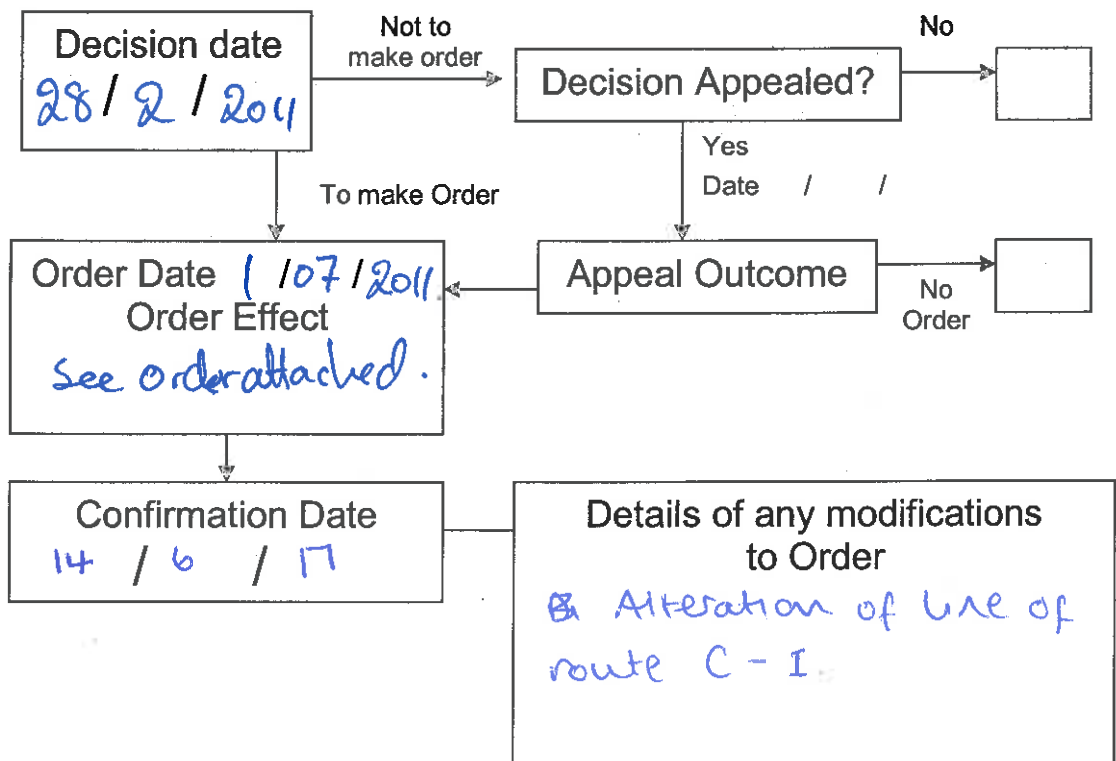 Decision date
28 / 2 / 2011
Not to
make order
Decision Appealed?
No
Yes
Date / /
To make Order
Order Date 1 / 07 / 2011
Order Effect
see order attached.
Appeal Outcome
No
Order
Confirmation Date
14 / 6 / 17
Details of any modifications
to Order
Alteration of line of
route C - I